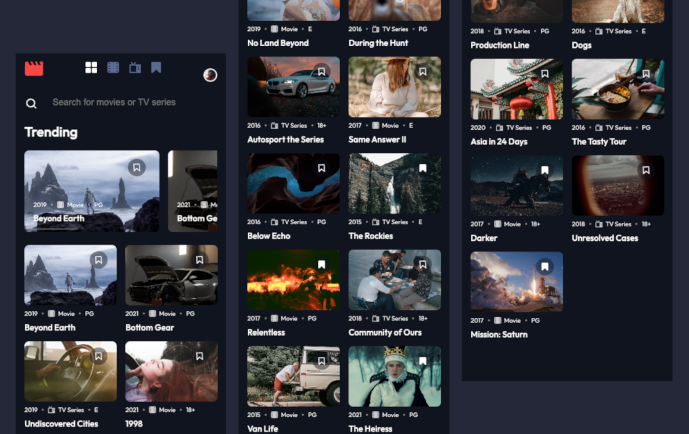 Search for movies or TV series
Trending
2019 • Movie • PG
Beyond Earth
2021 • M
Bottom Ge
2019 • Movie • PG
Beyond Earth
2021 • Movie • PG
Bottom Gear
2019 • TV Series • E
Undiscovered Cities
2021 • Movie • 18+
1998
2019 • Movie • E
No Land Beyond
2016 • TV Series • PG
During the Hunt
2016 • TV Series • 18+
Autosport the Series
2017 • Movie • E
Same Answer II
2016 • TV Series • PG
Below Echo
2015 • TV Series • E
The Rockies
2017 • Movie • PG
Relentless
2018 • TV Series • 18+
Community of Ours
2015 • Movie • PG
Van Life
2021 • Movie • PG
The Heiress
2018 • TV Series • PG
Production Line
2016 • TV Series • E
Dogs
2020 • TV Series • PG
Asia in 24 Days
2016 • TV Series • PG
The Tasty Tour
2017 • Movie • 18+
Darker
2018 • TV Series • 18+
Unresolved Cases
2017 • Movie • PG
Mission: Saturn